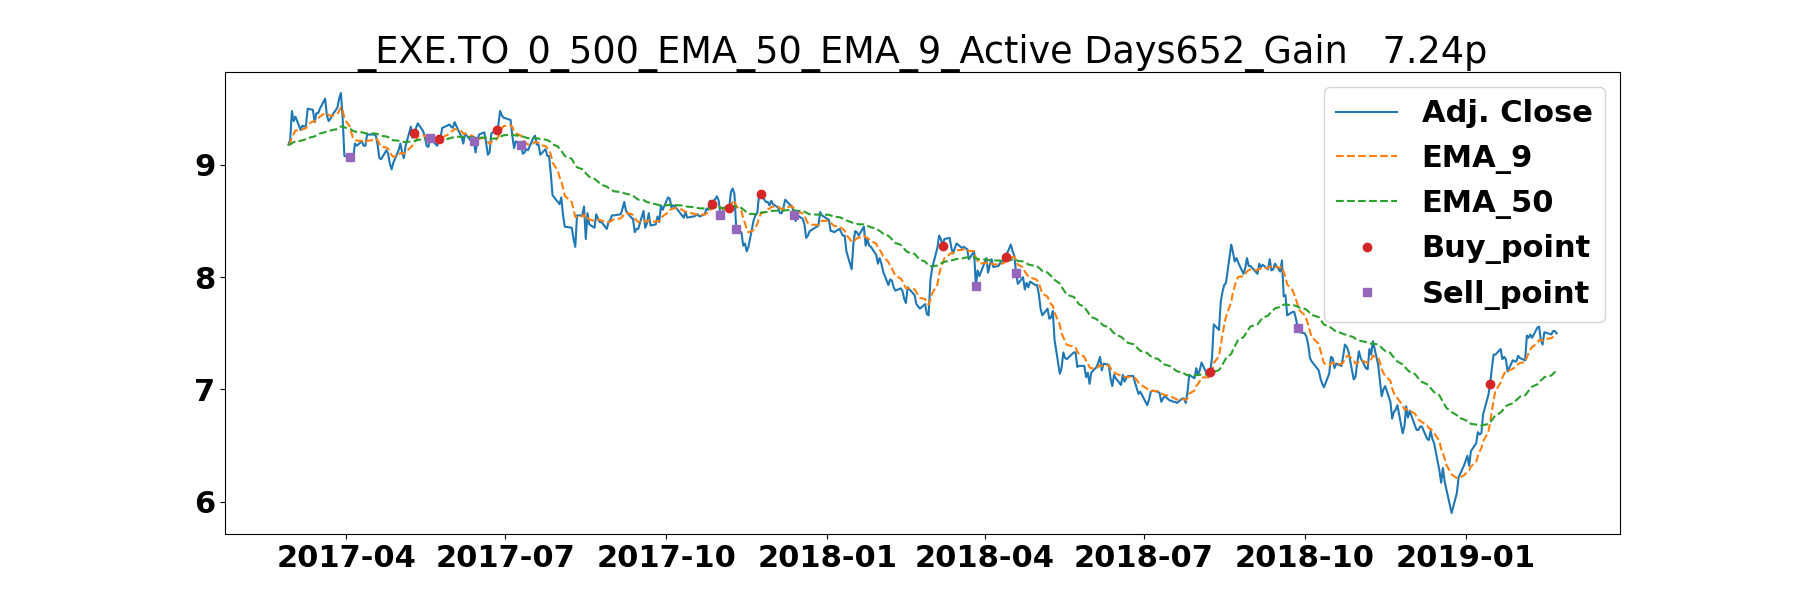 _EXE.TO_0_500_EMA_50_EMA_9_Active Days652_Gain   7.24p
Adj. Close
EMA_9
EMA_50
Buy_point
Sell_point
9
8
7
6
2017-04 2017-07 2017-10 2018-01 2018-04 2018-07 2018-10 2019-01